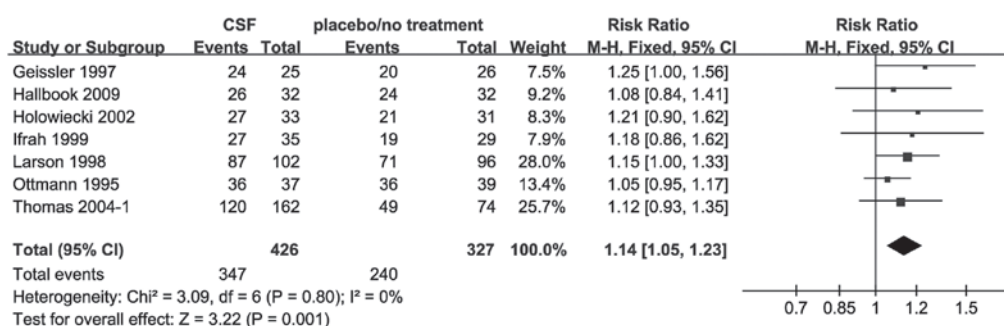 CSF placebo/no treatment Risk Ratio Risk Ratio
Study or Subgroup Events Total Events Total Weight M-H, Fixed, 95% CI M-H, Fixed, 95% CI
Geissler 1997 24 25 20 26 7.5% 1.25 [1.00, 1.56]
Hallbook 2009 26 32 24 32 9.2% 1.08 [0.84, 1.41]
Holowiecki 2002 27 33 21 31 8.3% 1.21 [0.90, 1.62]
Ifrah 1999 27 35 19 29 7.9% 1.18 [0.86, 1.62]
Larson 1998 87 102 71 96 28.0% 1.15 [1.00, 1.33]
Ottmann 1995 36 37 36 39 13.4% 1.05 [0.95, 1.17]
Thomas 2004-1 120 162 49 74 25.7% 1.12 [0.93, 1.35]
Total (95% CI) 426 327 100.0% 1.14 [1.05, 1.23]
Total events 347 240
Heterogeneity: Chi² = 3.09, df = 6 (P = 0.80); I² = 0%
Test for overall effect: Z = 3.22 (P = 0.001)
0.7 0.85 1 1.2 1.5